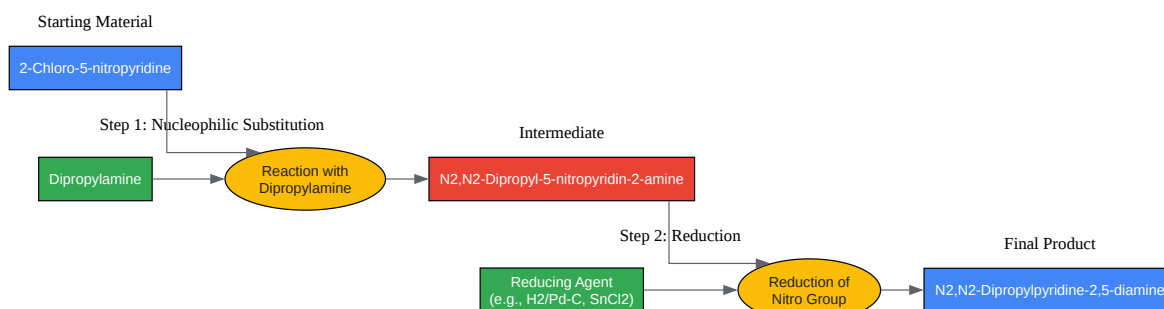 Starting Material
2-Chloro-5-nitropyridine
Step 1: Nucleophilic Substitution
Dipropylamine
Reaction with
Dipropylamine
Intermediate
N2,N2-Dipropyl-5-nitropyridin-2-amine
Step 2: Reduction
Reducing Agent
(e.g., H2/Pd-C, SnCl2)
Reduction of
Nitro Group
Final Product
N2,N2-Dipropylpyridine-2,5-diamine